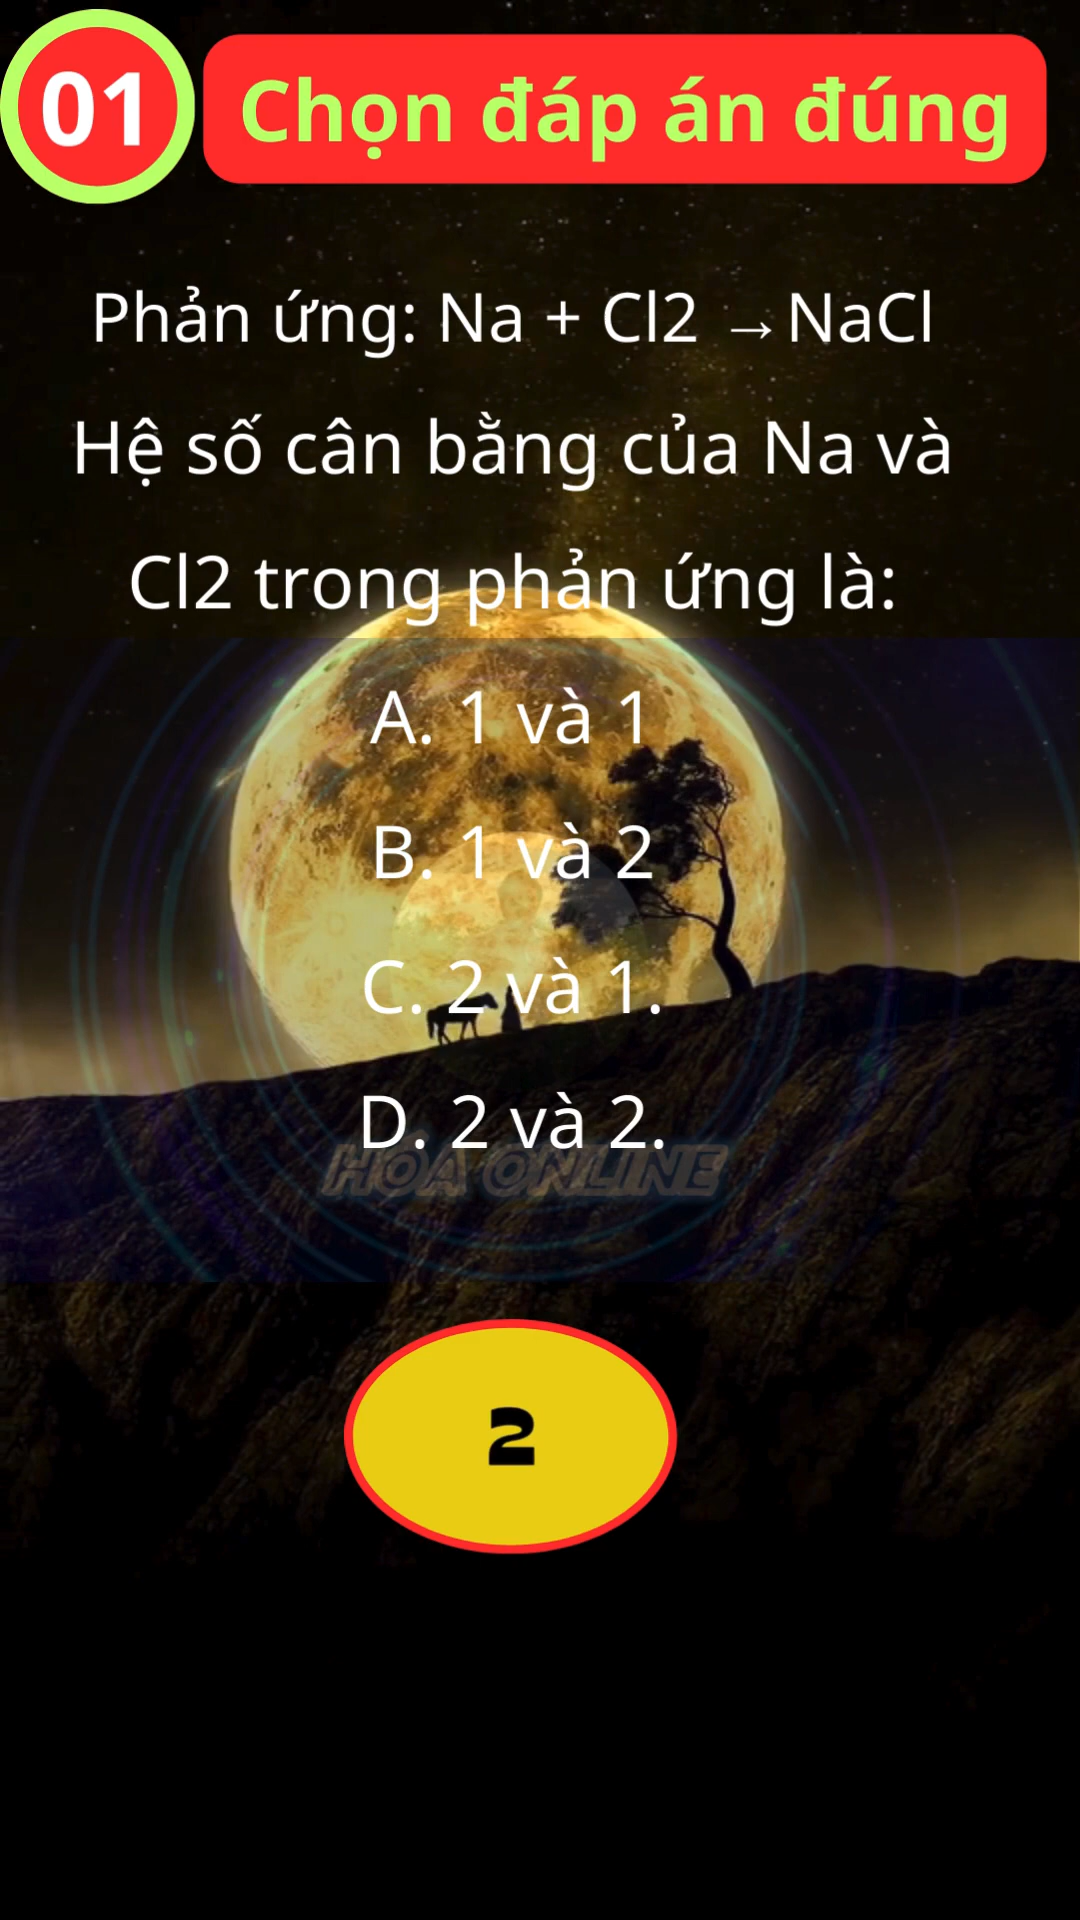 01
Chọn đáp án đúng
Phản ứng: Na + Cl2 →NaCl
Hệ số cân bằng của Na và
Cl2 trong phản ứng là:
A. 1 và 1
B. 1 và 2
C. 2 và 1.
D. 2 và 2.
HÓA ONLINE
2